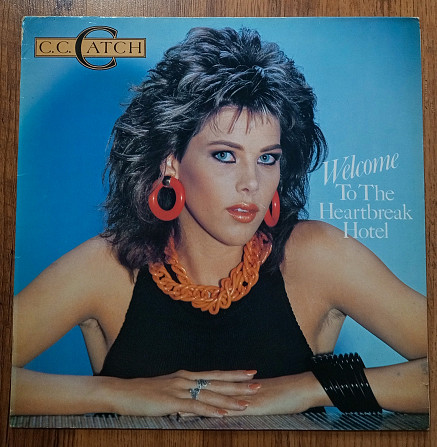 C.C. CATCH
Welcome
To The
Heartbreak
Hotel